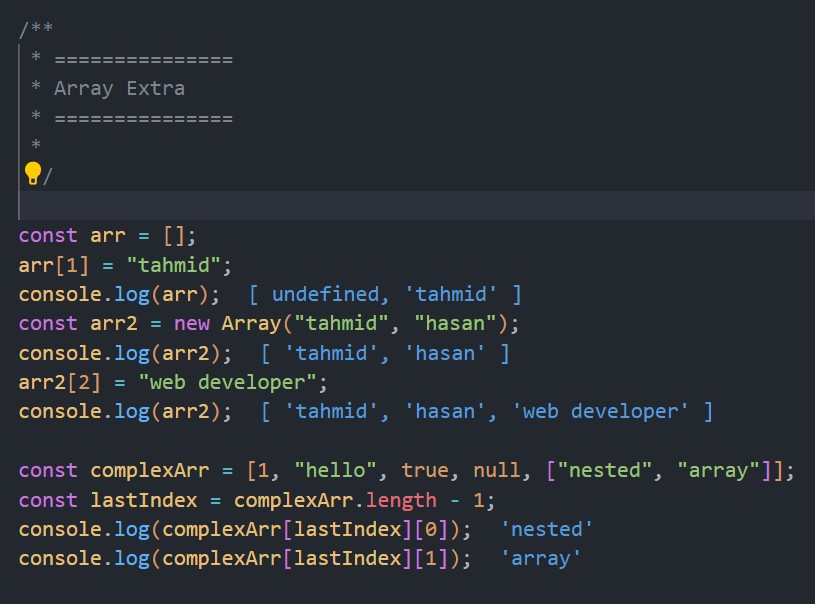 /**
 * ===============
 * Array Extra
 * ===============
 *
 */
const arr = [];
arr[1] = "tahmid";
console.log(arr);  [ undefined, 'tahmid' ]
const arr2 = new Array("tahmid", "hasan");
console.log(arr2);  [ 'tahmid', 'hasan' ]
arr2[2] = "web developer";
console.log(arr2);  [ 'tahmid', 'hasan', 'web developer' ]
const complexArr = [1, "hello", true, null, ["nested", "array"]];
const lastIndex = complexArr.length - 1;
console.log(complexArr[lastIndex][0]);  'nested'
console.log(complexArr[lastIndex][1]);  'array'